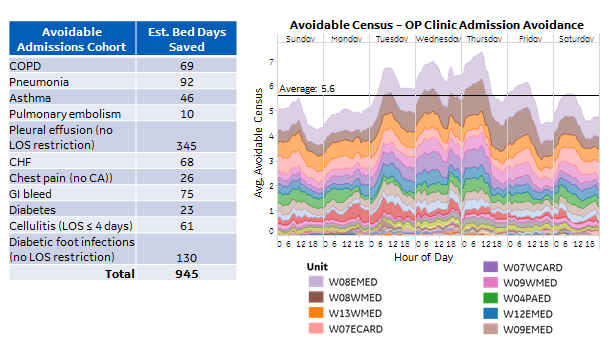 Avoidable Admissions Cohort Est. Bed Days Saved
COPD 69
Pneumonia 92
Asthma 46
Pulmonary embolism 10
Pleural effusion (no
LOS restriction) 345
CHF 68
Chest pain (no CA)) 26
GI bleed 75
Diabetes 23
Cellulitis (LOS ≤ 4 days) 61
Diabetic foot infections
(no LOS restriction) 130
Total 945
Avoidable Census – OP Clinic Admission Avoidance
Sunday Monday Tuesday Wednesday Thursday Friday Saturday
Avg. Avoidable Census
7
Average: 5.6
6
5
4
3
2
1
0
0 6 12 18 0 6 12 18 0 6 12 18 0 6 12 18 0 6 12 18 0 6 12 18 0 6 12 18
Hour of Day
Unit
W08EMED
W08WMED
W13WMED
W07ECARD
W07WCARD
W09WMED
W04PAED
W12EMED
W09EMED